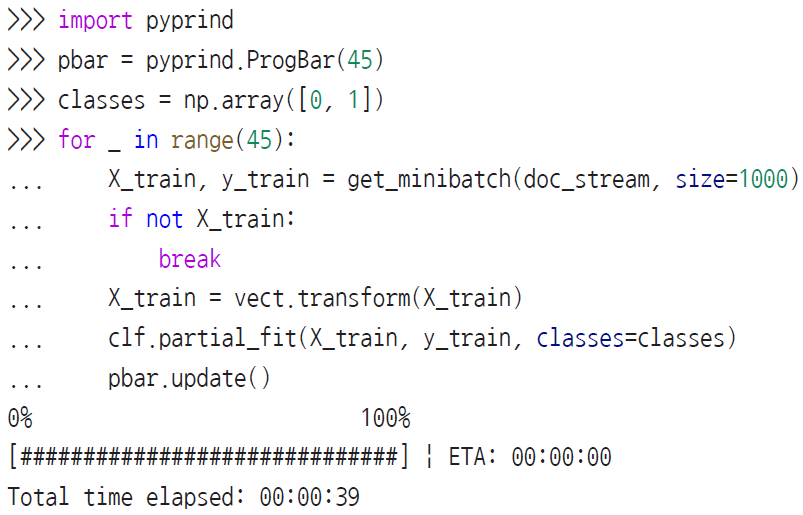 >>> import pyprind
>>> pbar = pyprind.ProgBar(45)
>>> classes = np.array([0, 1])
>>> for _ in range(45):
...     X_train, y_train = get_minibatch(doc_stream, size=1000)
...     if not X_train:
...         break
...     X_train = vect.transform(X_train)
...     clf.partial_fit(X_train, y_train, classes=classes)
...     pbar.update()
0%                          100%
[##############################] ¦ ETA: 00:00:00
Total time elapsed: 00:00:39